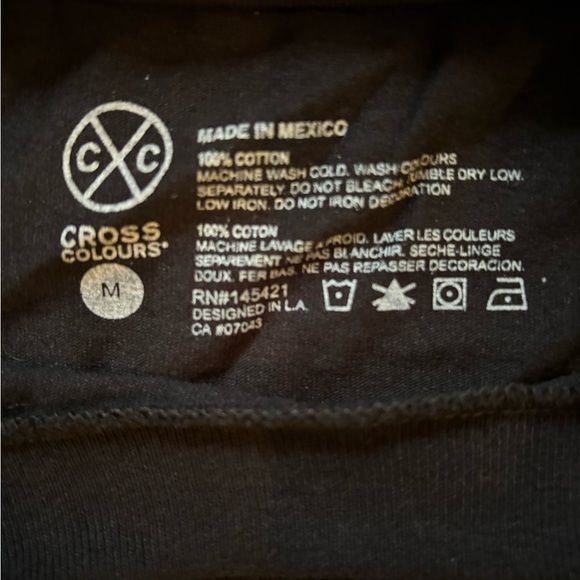 C C
CROSS
COLOURS
M
MADE IN MEXICO
100% COTTON
MACHINE WASH COLD. WASH COLOURS
SEPARATELY. DO NOT BLEACH. TUMBLE DRY LOW.
LOW IRON. DO NOT IRON DECORATION
100% COTON
MACHINE LAVAGE A FROID. LAVER LES COULEURS
SEPAREMENT NE PAS BLANCHIR. SECHE-LINGE
DOUX. FER BAS. NE PAS REPASSER DECORACION.
RN#145421
DESIGNED IN L.A.
CA #07043